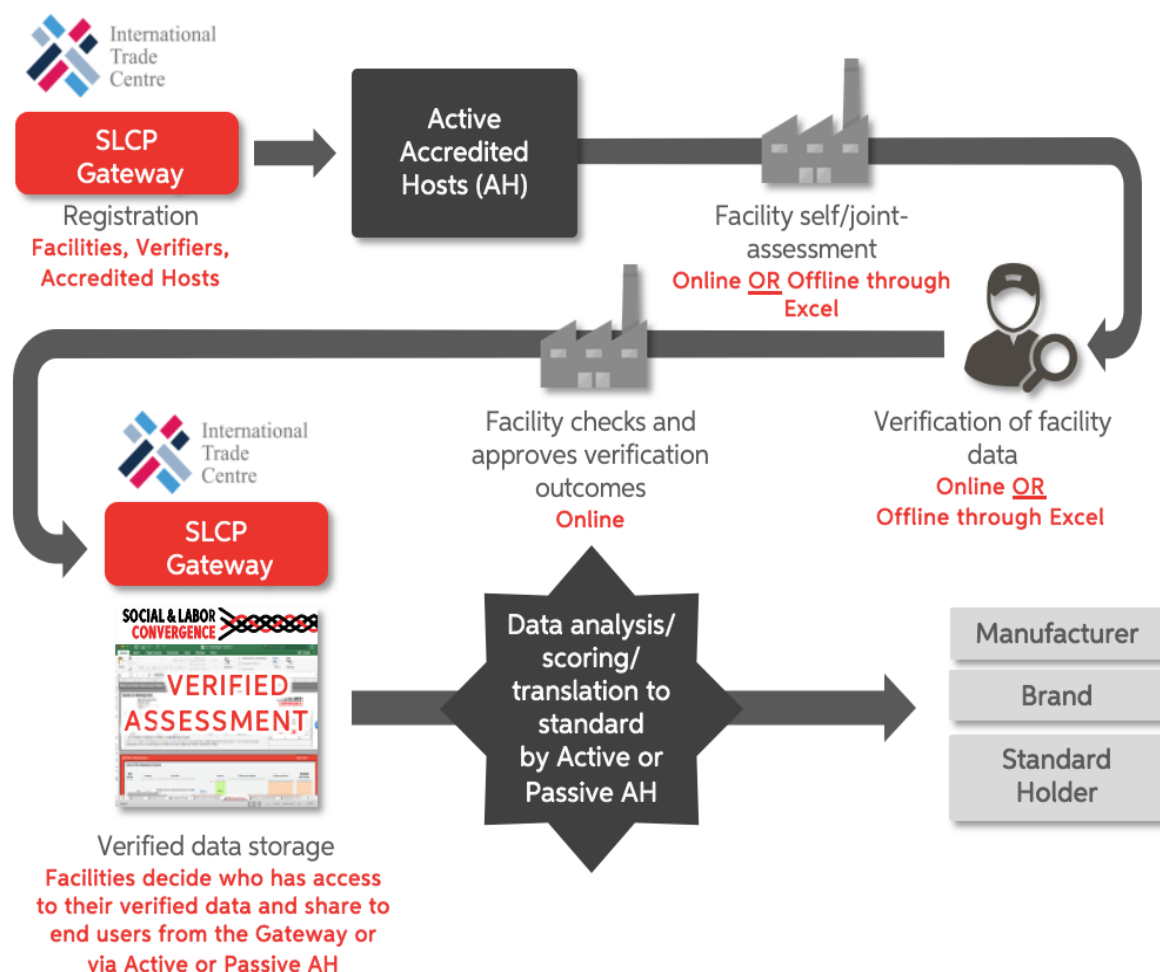 International
Trade
Centre
SLCP
Gateway
Registration
Facilities, Verifiers,
Accredited Hosts
Active
Accredited
Hosts (AH)
Facility self/joint-
assessment
Online OR Offline through
Excel
Verification of facility
data
Online OR
Offline through Excel
Facility checks and
approves verification
outcomes
Online
International
Trade
Centre
SLCP
Gateway
SOCIAL & LABOR
CONVERGENCE
VERIFIED
ASSESSMENT
Verified data storage
Facilities decide who has access
to their verified data and share to
end users from the Gateway or
via Active or Passive AH
Data analysis/
scoring/
translation to
standard
by Active or
Passive AH
Manufacturer
Brand
Standard
Holder